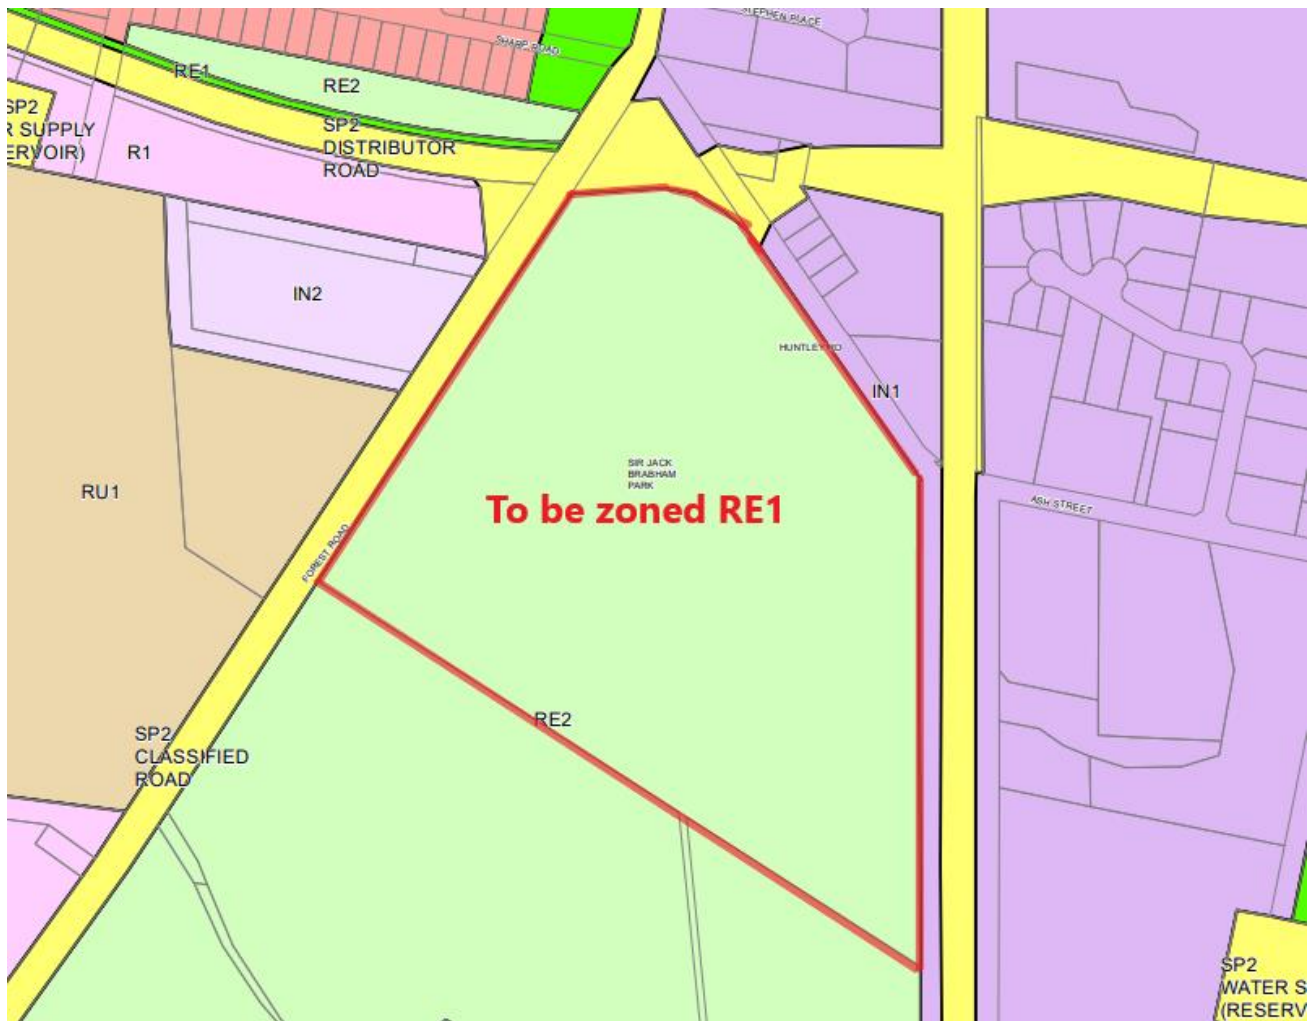 STEPHEN PLACE
SHARP ROAD
RE1
RE2
SP2
R SUPPLY
ERVOIR)
R1
SP2
DISTRIBUTOR
ROAD
IN2
HUNTLEY RD
IN1
SIR JACK
BRABHAM
PARK
RU1
To be zoned RE1
ASH STREET
FOREST ROAD
RE2
SP2
CLASSIFIED
ROAD
SP2
WATER S
(RESERV